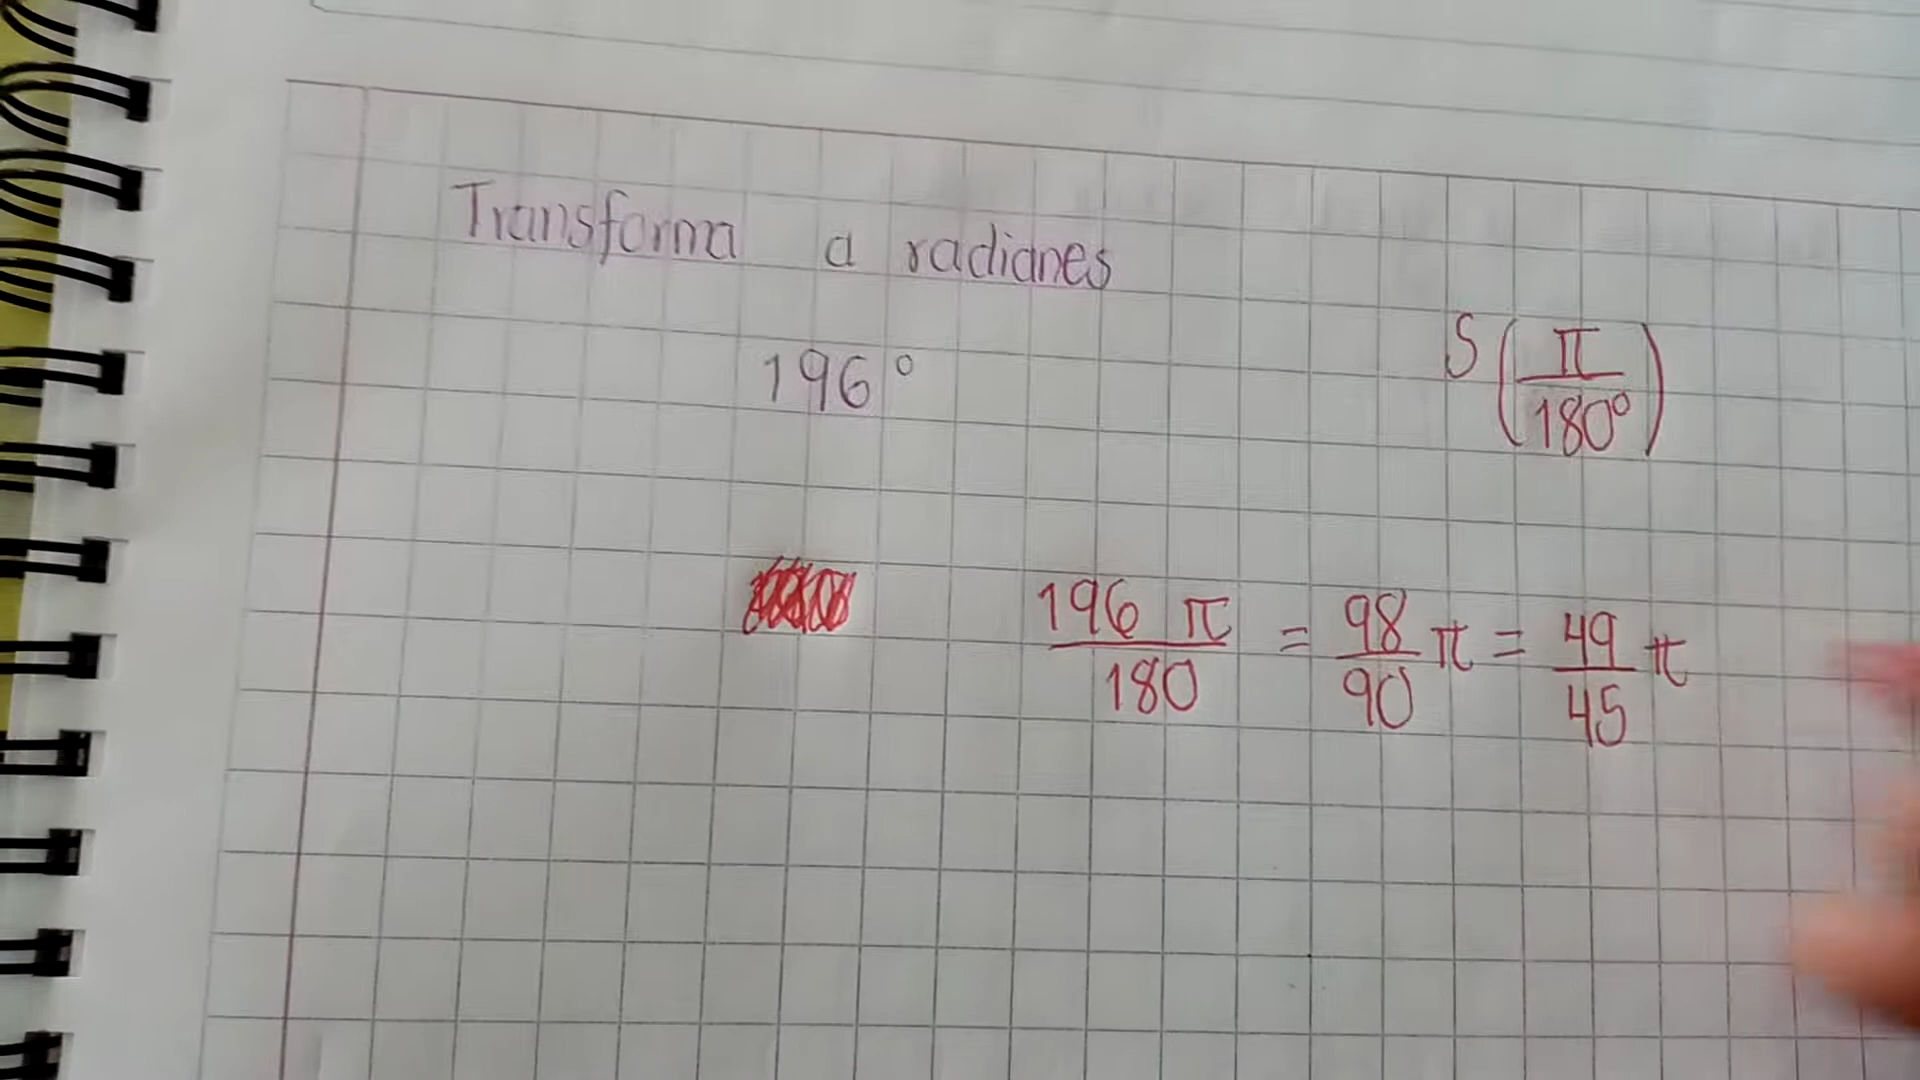 Transforma a radianes
196°
S(π/180°)
196 π/180 = 98/90 π = 49/45 π